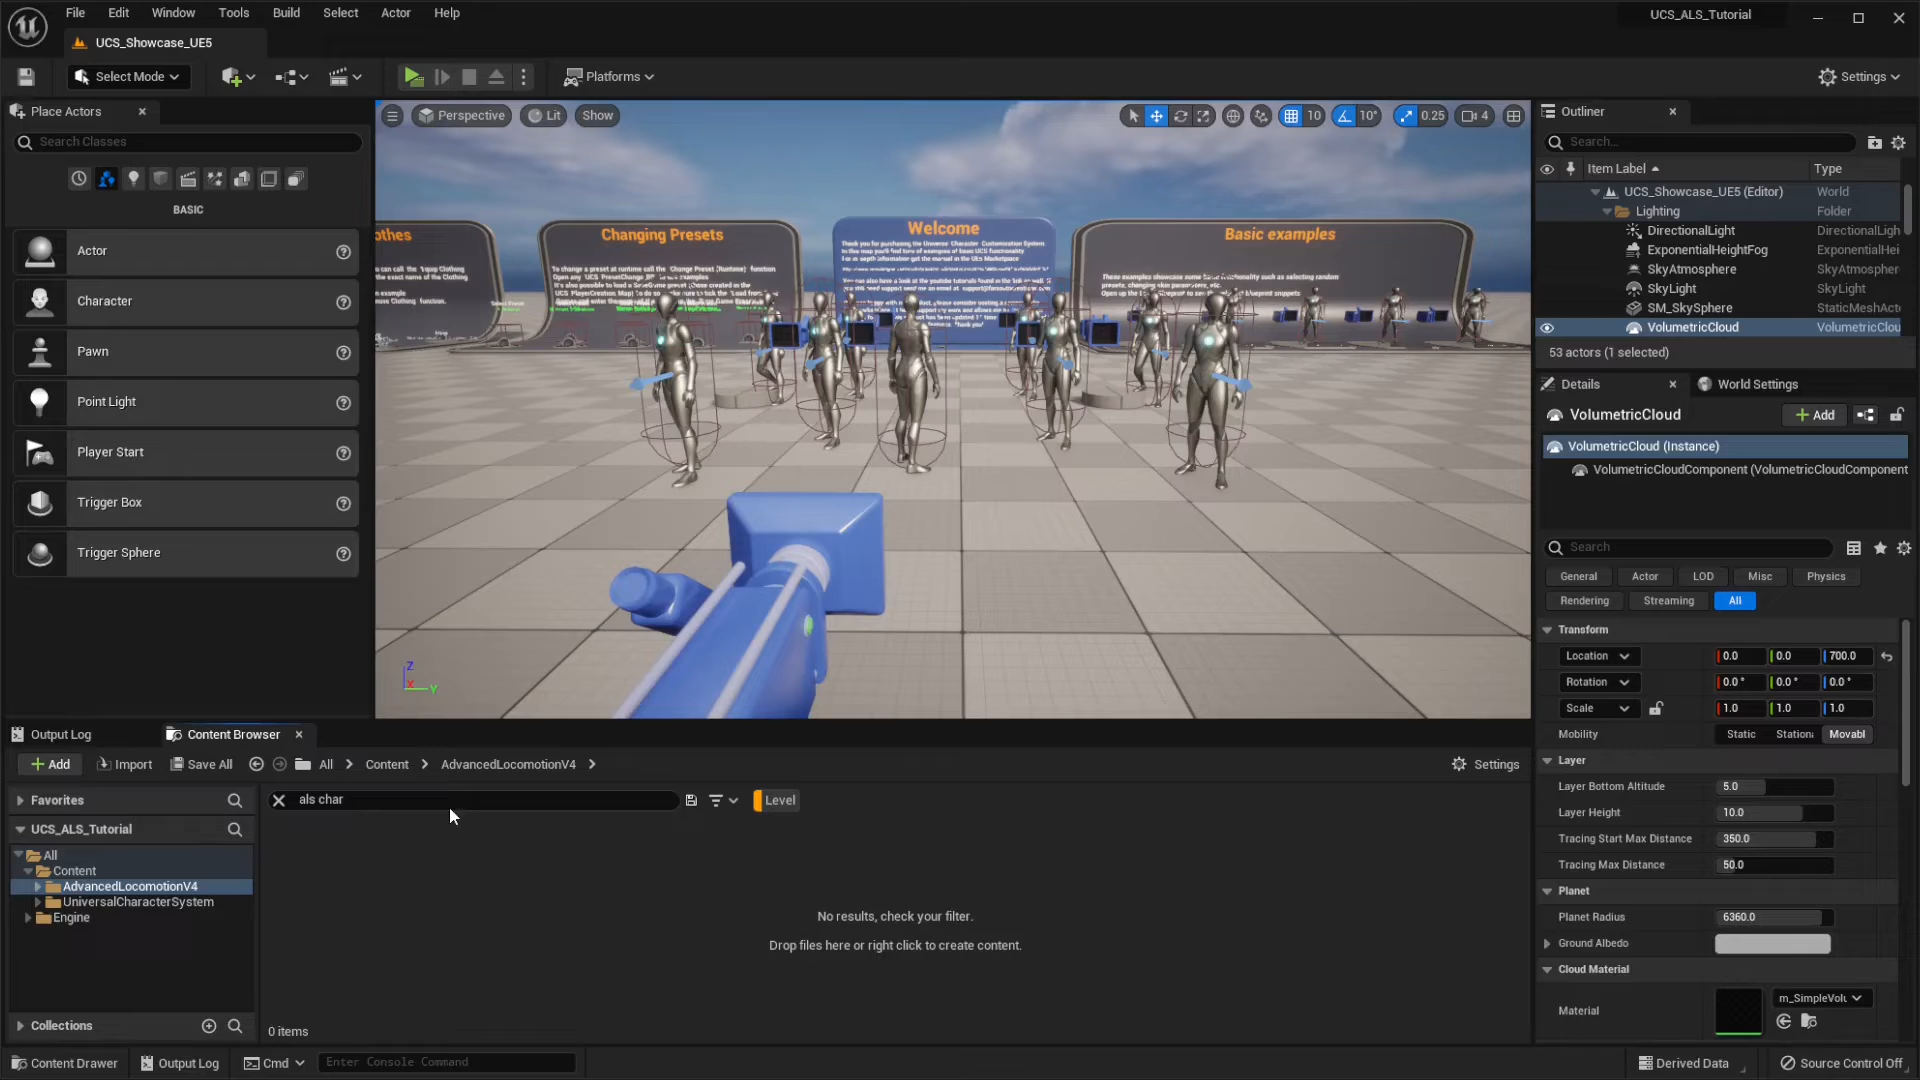 File Edit Window Tools Build Select Actor Help
UCS_ALS_Tutorial
UCS_Showcase_UE5
Select Mode
Platforms
Settings
Place Actors
Search Classes
BASIC
Actor
Character
Pawn
Point Light
Player Start
Trigger Box
Trigger Sphere
Perspective Lit Show
10 10° 0.25 4
Changing Presets
Welcome
Basic examples
Outliner
Search...
Item Label Type
UCS_Showcase_UE5 (Editor) World
Lighting Folder
DirectionalLight DirectionalLigh
ExponentialHeightFog ExponentialHei
SkyAtmosphere SkyAtmospher
SkyLight SkyLight
SM_SkySphere StaticMeshActo
VolumetricCloud VolumetricClou
53 actors (1 selected)
Details World Settings
VolumetricCloud Add
VolumetricCloud (Instance)
VolumetricCloudComponent (VolumetricCloudComponent
Search
General Actor LOD Misc Physics
Rendering Streaming All
Transform
Location 0.0 0.0 700.0
Rotation 0.0° 0.0° 0.0°
Scale 1.0 1.0 1.0
Mobility Static Station Movabl
Layer
Layer Bottom Altitude 5.0
Layer Height 10.0
Tracing Start Max Distance 350.0
Tracing Max Distance 50.0
Planet
Planet Radius 6360.0
Ground Albedo
Cloud Material
Material m_SimpleVolu
Output Log Content Browser
Add Import Save All All Content AdvancedLocomotionV4 Settings
Favorites
als char Level
UCS_ALS_Tutorial
All
Content
AdvancedLocomotionV4
UniversalCharacterSystem
Engine
No results, check your filter.
Drop files here or right click to create content.
Collections
0 items
Content Drawer Output Log Cmd Enter Console Command Derived Data Source Control Off